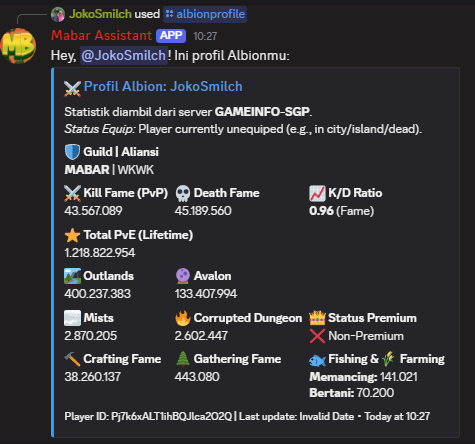 JokoSmilch used albionprofile
MB
Mabar Assistant APP 10:27
Hey, @JokoSmilch! Ini profil Albionmu:
Profil Albion: JokoSmilch
Statistik diambil dari server GAMEINFO-SGP.
Status Equip: Player currently unequiped (e.g., in city/island/dead).
Guild | Aliansi
MABAR | WKWK
Kill Fame (PvP) Death Fame K/D Ratio
43.567.089 45.189.560 0.96 (Fame)
Total PvE (Lifetime)
1.218.822.954
Outlands Avalon
400.237.383 133.407.994
Mists Corrupted Dungeon Status Premium
2.870.205 2.602.447 Non-Premium
Crafting Fame Gathering Fame Fishing & Farming
38.260.137 443.080 Memancing: 141.021
Bertani: 70.200
Player ID: Pj7k6xALT1ihBQJlca2O2Q | Last update: Invalid Date • Today at 10:27